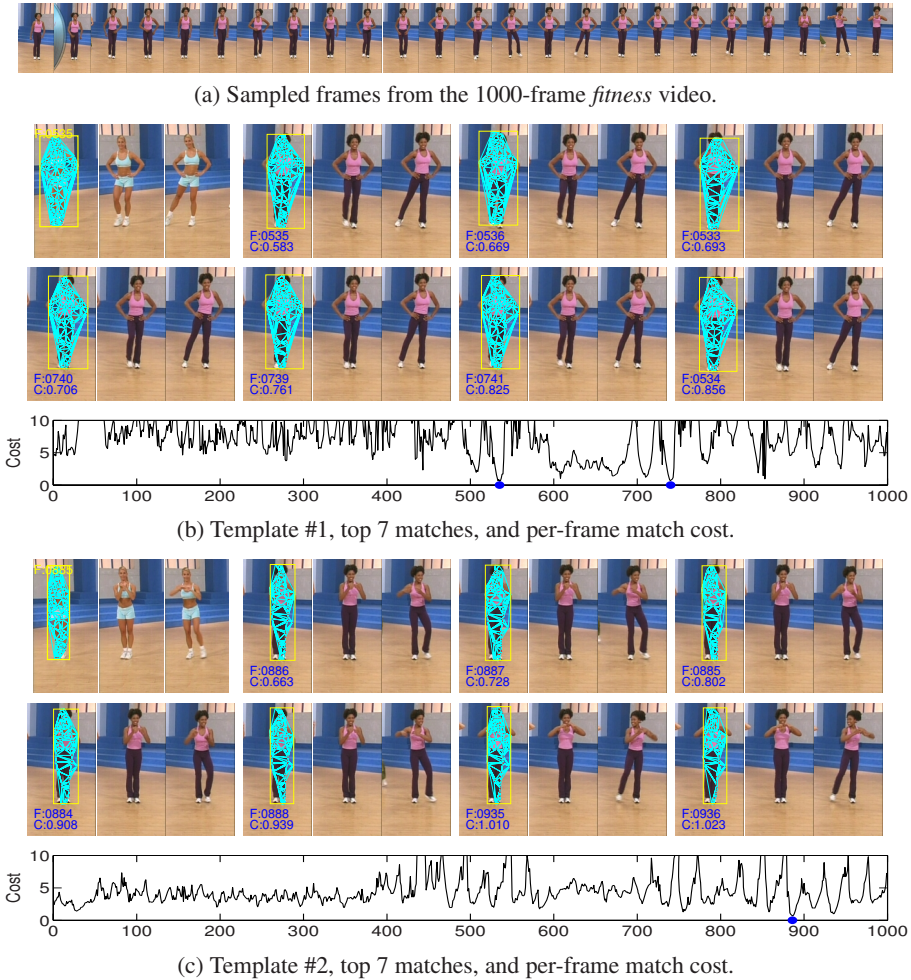 (a) Sampled frames from the 1000-frame fitness video.
F:0535
F:0535
C:0.583
F:0536
C:0.669
F:0533
C:0.693
F:0740
C:0.706
F:0739
C:0.761
F:0741
C:0.825
F:0534
C:0.856
Cost
10
5
0
0 100 200 300 400 500 600 700 800 900 1000
(b) Template #1, top 7 matches, and per-frame match cost.
F:0886
C:0.663
F:0887
C:0.728
F:0885
C:0.802
F:0884
C:0.908
F:0888
C:0.939
F:0935
C:1.010
F:0936
C:1.023
Cost
10
5
0
0 100 200 300 400 500 600 700 800 900 1000
(c) Template #2, top 7 matches, and per-frame match cost.